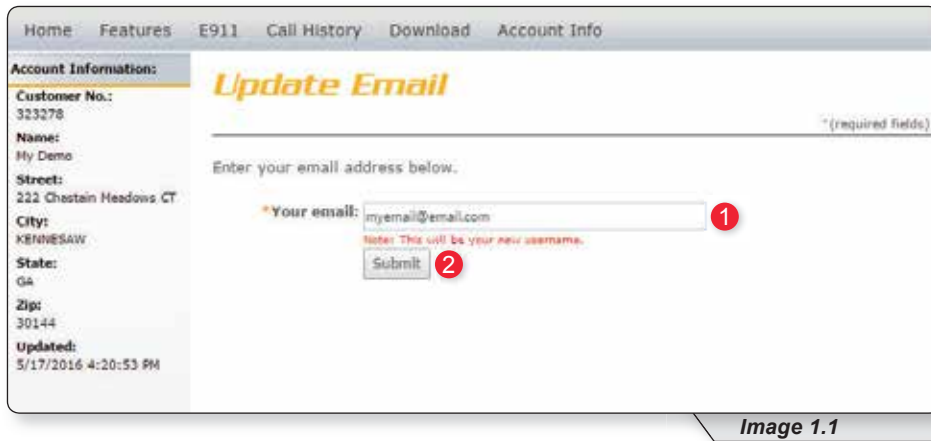 Home Features E911 Call History Download Account Info
Account Information:
Customer No.:
323278
Name:
My Demo
Street:
222 Chastain Meadows CT
City:
KENNESAW
State:
GA
Zip:
30144
Updated:
5/17/2016 4:20:53 PM
Update Email
*(required fields)
Enter your email address below.
*Your email: myemail@email.com 1
Note: This will be your new username.
Submit 2
Image 1.1